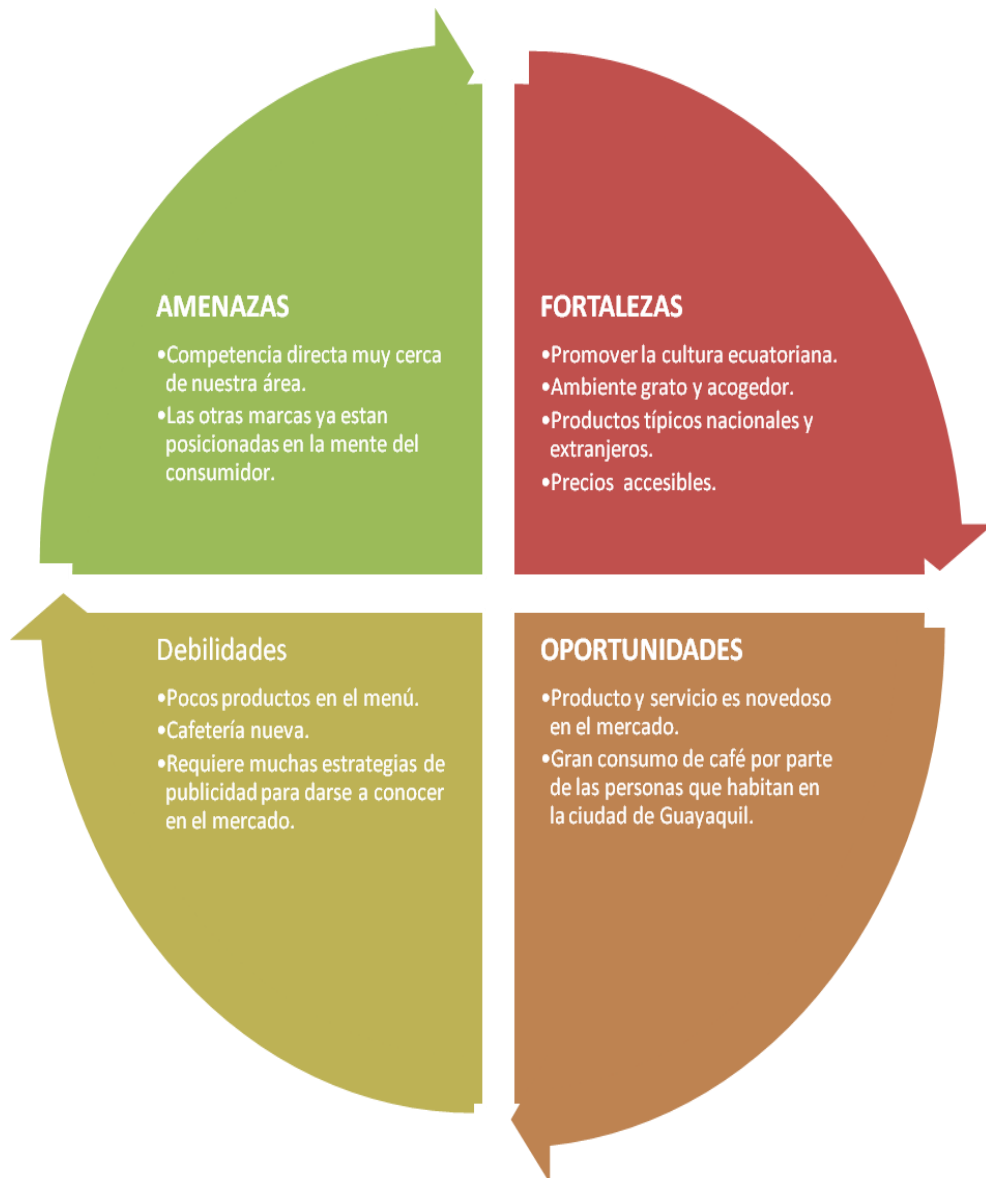 AMENAZAS
•Competencia directa muy cerca
de nuestra área.
•Las otras marcas ya estan
posicionadas en la mente del
consumidor.
FORTALEZAS
•Promover la cultura ecuatoriana.
•Ambiente grato y acogedor.
•Productos típicos nacionales y
extranjeros.
•Precios accesibles.
Debilidades
•Pocos productos en el menú.
•Cafetería nueva.
•Requiere muchas estrategias de
publicidad para darse a conocer
en el mercado.
OPORTUNIDADES
•Producto y servicio es novedoso
en el mercado.
•Gran consumo de café por parte
de las personas que habitan en
la ciudad de Guayaquil.